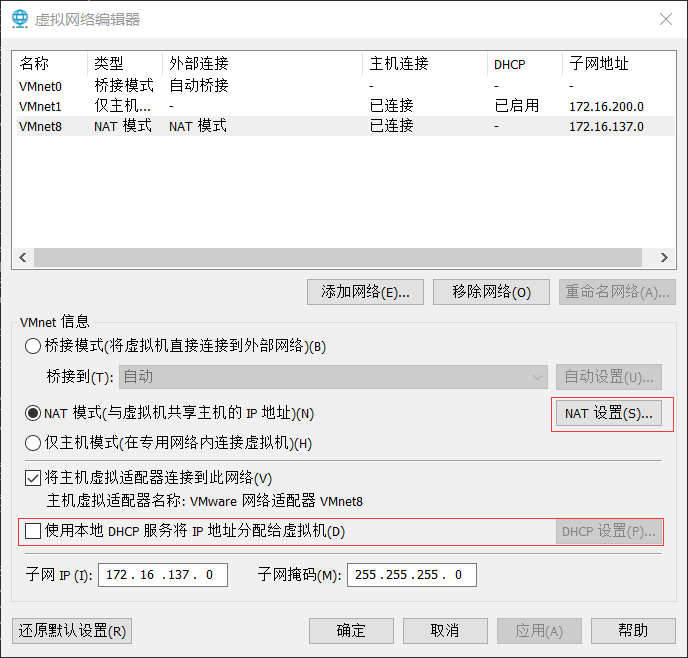 虚拟网络编辑器
名称 类型 外部连接 主机连接 DHCP 子网地址
VMnet0 桥接模式 自动桥接 - - -
VMnet1 仅主机... - 已连接 已启用 172.16.200.0
VMnet8 NAT 模式 NAT 模式 已连接 - 172.16.137.0
添加网络(E)... 移除网络(O) 重命名网络(A)...
VMnet 信息
桥接模式(将虚拟机直接连接到外部网络)(B)
桥接到(T): 自动 自动设置(U)...
NAT 模式(与虚拟机共享主机的 IP 地址)(N) NAT 设置(S)...
仅主机模式(在专用网络内连接虚拟机)(H)
将主机虚拟适配器连接到此网络(V)
主机虚拟适配器名称: VMware 网络适配器 VMnet8
使用本地 DHCP 服务将 IP 地址分配给虚拟机(D) DHCP 设置(P)...
子网 IP (I): 172 . 16 .137 . 0 子网掩码(M): 255 .255 .255 . 0
还原默认设置(R) 确定 取消 应用(A) 帮助